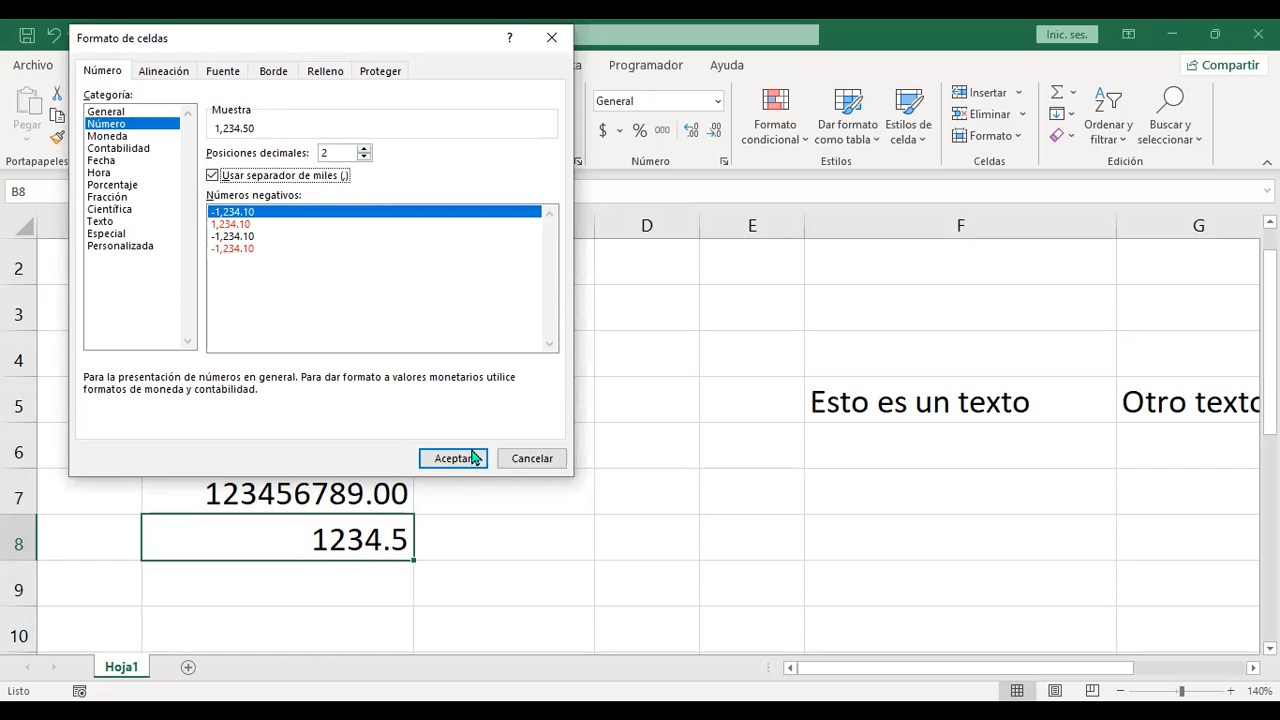 Formato de celdas
?
Inic. ses.
Archivo
Programador
Ayuda
Compartir
Número
Alineación
Fuente
Borde
Relleno
Proteger
Categoría:
General
Número
Moneda
Contabilidad
Fecha
Hora
Porcentaje
Fracción
Científica
Texto
Especial
Personalizada
Muestra
1,234.50
Posiciones decimales:
2
Usar separador de miles (,)
Números negativos:
-1,234.10
1,234.10
-1,234.10
-1,234.10
Para la presentación de números en general. Para dar formato a valores monetarios utilice
formatos de moneda y contabilidad.
Aceptar
Cancelar
Pegar
Portapapeles
General
$ % 000
Número
Formato
condicional
Dar formato
como tabla
Estilos de
celda
Estilos
Insertar
Eliminar
Formato
Celdas
Ordenar y
filtrar
Buscar y
seleccionar
Edición
B8
D E F G
2
3
4
5 Esto es un texto Otro texto
6
7 123456789.00
8 1234.5
9
10
Hoja1
Listo
140%